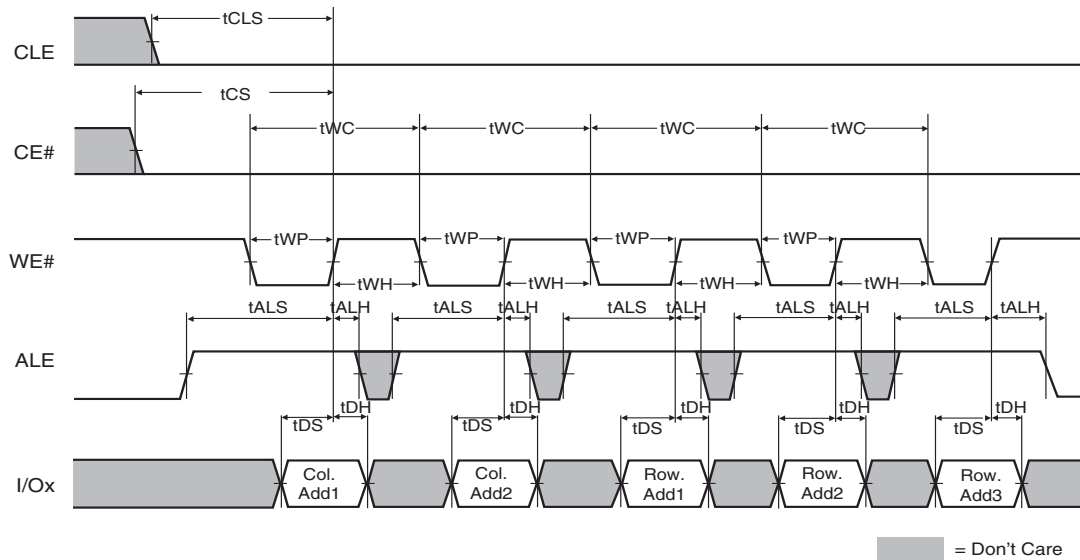 CLE
tCLS
tCS
CE#
tWC tWC tWC tWC
WE#
tWP tWP tWP tWP
tWH tWH tWH tWH
ALE
tALS tALH tALS tALH tALS tALH tALS tALH tALS tALH
tDS tDH tDS tDH tDS tDH tDS tDH tDS tDH
I/Ox
Col. Add1
Col. Add2
Row. Add1
Row. Add2
Row. Add3
= Don't Care